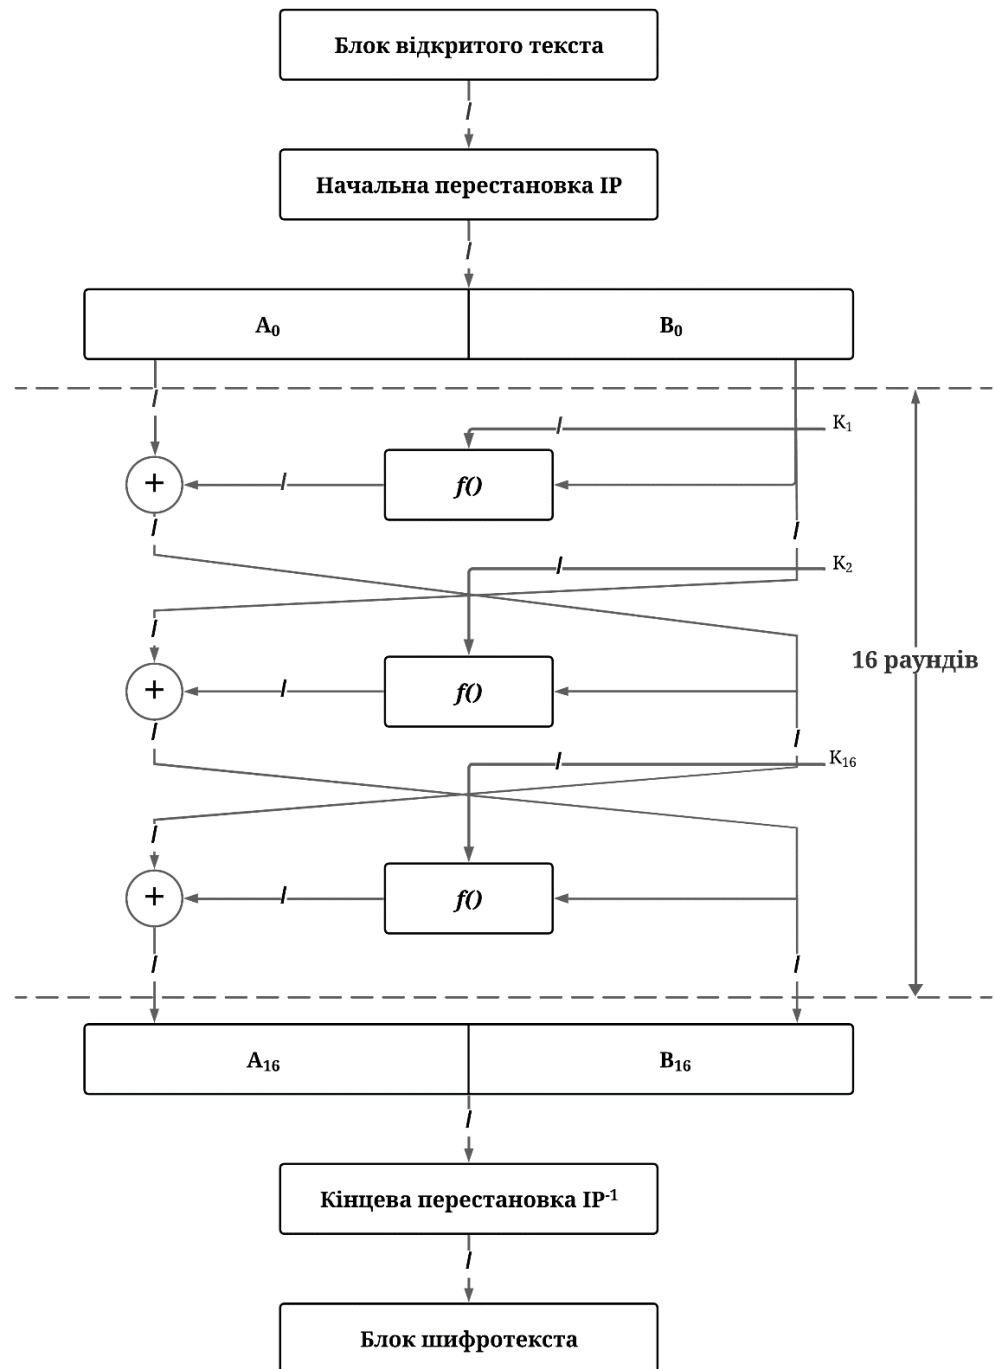 Блок відкритого текста
Начальна перестановка IP
A₀
B₀
K₁
+
f()
K₂
16 раундів
+
f()
K₁₆
+
f()
A₁₆
B₁₆
Кінцева перестановка IP⁻¹
Блок шифротекста